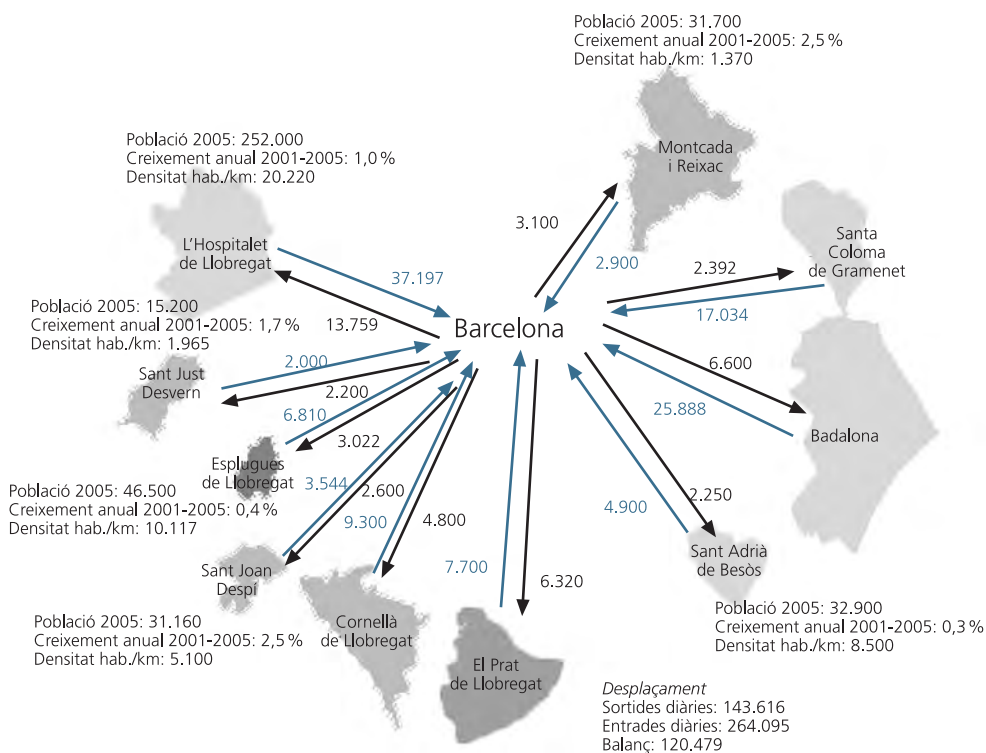 Població 2005: 31.700
Creixement anual 2001-2005: 2,5 %
Densitat hab./km: 1.370
Montcada
i Reixac
Població 2005: 252.000
Creixement anual 2001-2005: 1,0 %
Densitat hab./km: 20.220
L'Hospitalet
de Llobregat
3.100
2.900
Santa
Coloma
de Gramenet
2.392
17.034
37.197
13.759
Barcelona
Població 2005: 15.200
Creixement anual 2001-2005: 1,7 %
Densitat hab./km: 1.965
Sant Just
Desvern
2.000
2.200
6.600
25.888
Badalona
6.810
3.022
Esplugues
de Llobregat
Població 2005: 46.500
Creixement anual 2001-2005: 0,4 %
Densitat hab./km: 10.117
3.544
2.600
9.300
4.800
7.700
6.320
4.900
2.250
Sant Adrià
de Besòs
Població 2005: 32.900
Creixement anual 2001-2005: 0,3 %
Densitat hab./km: 8.500
Sant Joan
Despí
Població 2005: 31.160
Creixement anual 2001-2005: 2,5 %
Densitat hab./km: 5.100
Cornellà
de Llobregat
El Prat
de Llobregat
Desplaçament
Sortides diàries: 143.616
Entrades diàries: 264.095
Balanç: 120.479